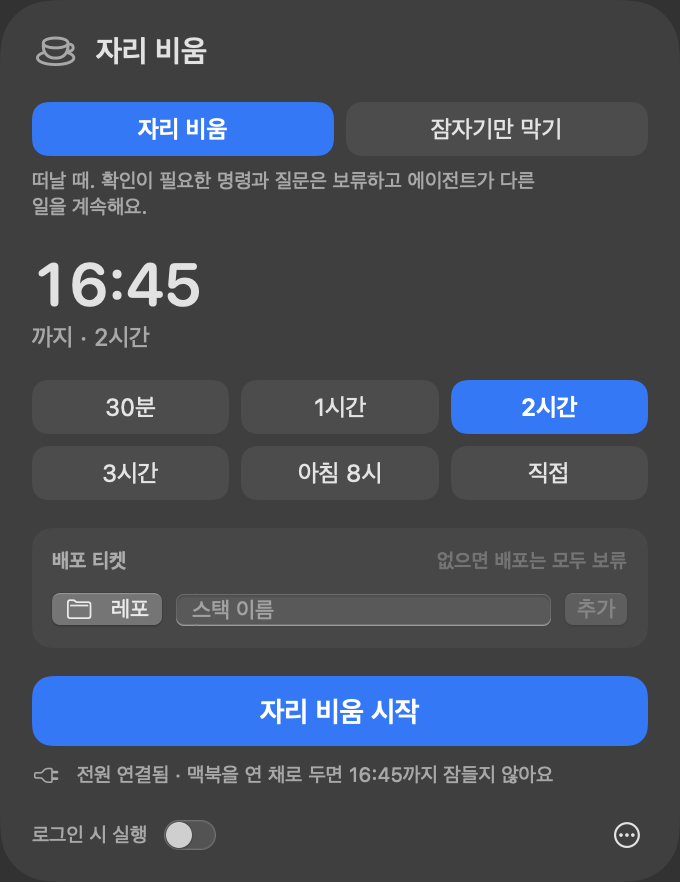 자리 비움
자리 비움
잠자기만 막기
떠날 때. 확인이 필요한 명령과 질문은 보류하고 에이전트가 다른
일을 계속해요.
16:45
까지 · 2시간
30분
1시간
2시간
3시간
아침 8시
직접
배포 티켓
없으면 배포는 모두 보류
레포
스택 이름
추가
자리 비움 시작
전원 연결됨 · 맥북을 연 채로 두면 16:45까지 잠들지 않아요
로그인 시 실행